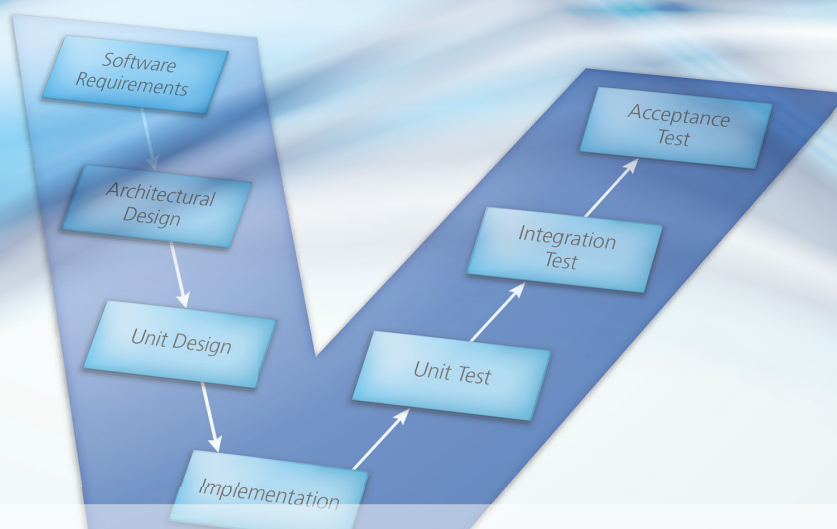 Software
Requirements
Architectural
Design
Unit Design
Implementation
Unit Test
Integration
Test
Acceptance
Test